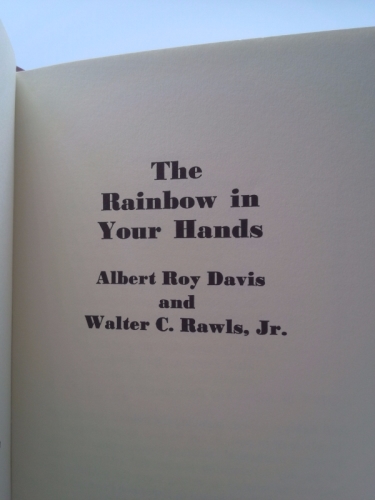 The
Rainbow in
Your Hands
Albert Roy Davis
and
Walter C. Rawls, Jr.